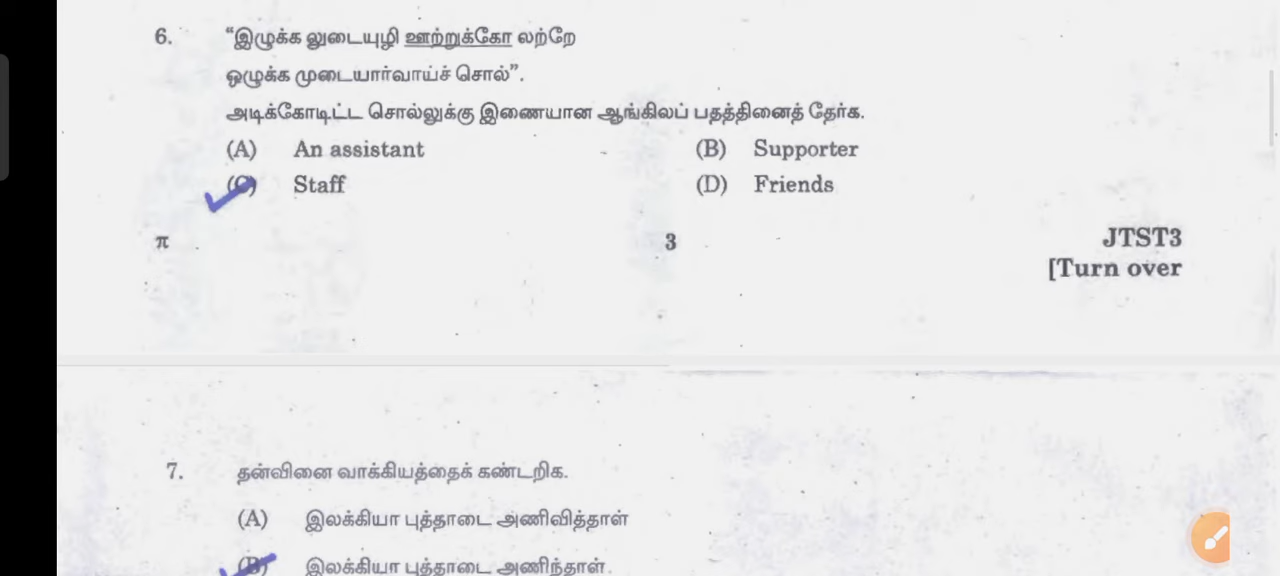 6. "இழுக்க லுடையுழி ஊற்றுக்கோ லற்றே
ஒழுக்க முடையார்வாய்ச் சொல்".
அடிக்கோடிட்ட சொல்லுக்கு இணையான ஆங்கிலப் பதத்தினைத் தேர்க.
(A) An assistant (B) Supporter
(C) Staff (D) Friends
π 3 JTST3
[Turn over
7. தன்வினை வாக்கியத்தைக் கண்டறிக.
(A) இலக்கியா புத்தாடை அணிவித்தாள்
(B) இலக்கியா புத்தாடை அணிந்தாள்.